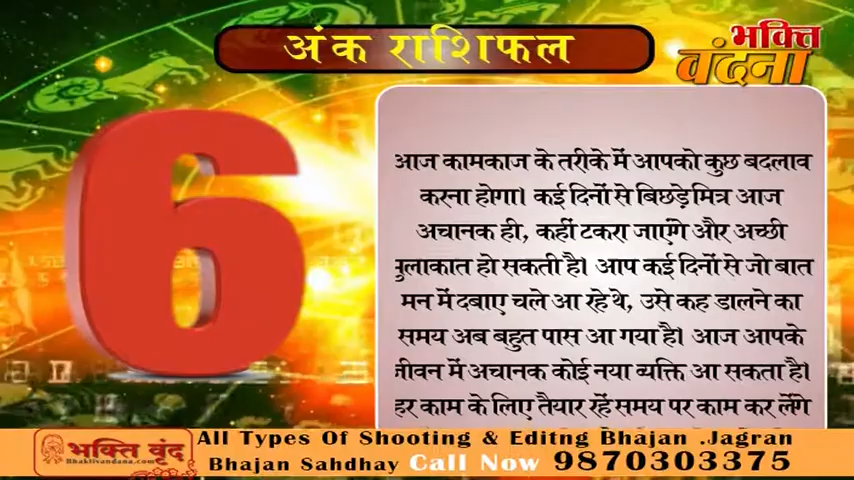 अंक राशिफल
भक्ति
वंदना
6
आज कामकाज के तरीके में आपको कुछ बदलाव
करना होगा। कई दिनों से बिछड़े मित्र आज
अचानक ही, कहीं टकरा जाएंगे और अच्छी
मुलाकात हो सकती है। आप कई दिनों से जो बात
मन में दबाए चले आ रहे थे, उसे कह डालने का
समय अब बहुत पास आ गया है। आज आपके
जीवन में अचानक कोई नया व्यक्ति आ सकता है।
हर काम के लिए तैयार रहें समय पर काम कर लेंगे
भक्ति वृंद
Bhaktivandana.com
All Types Of Shooting & Editng Bhajan .Jagran
Bhajan Sahdhay Call Now 9870303375